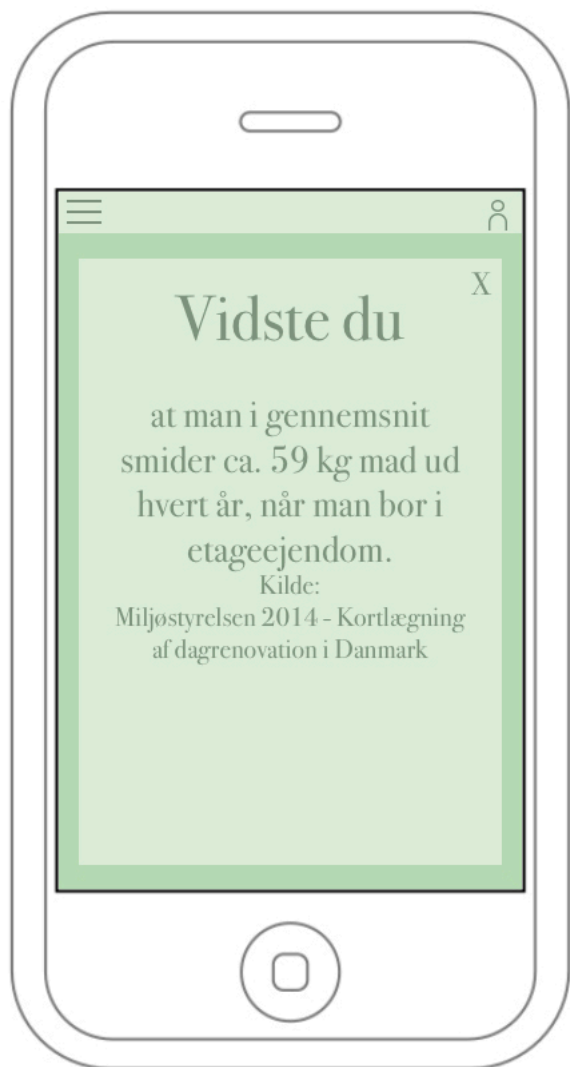 X
Vidste du
at man i gennemsnit
smider ca. 59 kg mad ud
hvert år, når man bor i
etageejendom.
Kilde:
Miljøstyrelsen 2014 - Kortlægning
af dagrenovation i Danmark